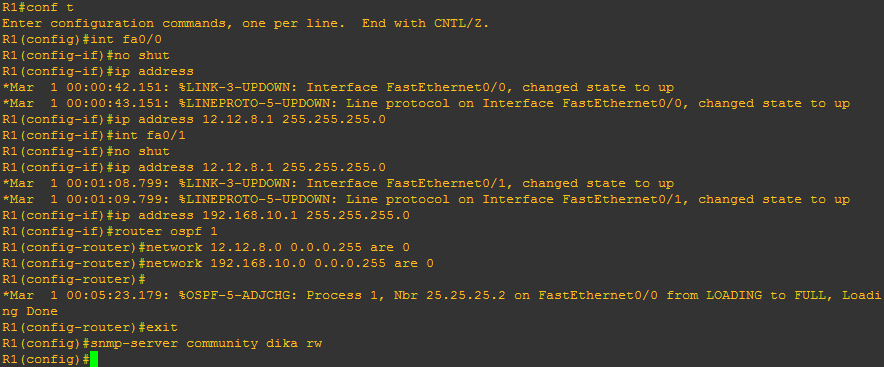 R1#conf t
Enter configuration commands, one per line.  End with CNTL/Z.
R1(config)#int fa0/0
R1(config-if)#no shut
R1(config-if)#ip address
*Mar  1 00:00:42.151: %LINK-3-UPDOWN: Interface FastEthernet0/0, changed state to up
*Mar  1 00:00:43.151: %LINEPROTO-5-UPDOWN: Line protocol on Interface FastEthernet0/0, changed state to up
R1(config-if)#ip address 12.12.8.1 255.255.255.0
R1(config-if)#int fa0/1
R1(config-if)#no shut
R1(config-if)#ip address 12.12.8.1 255.255.255.0
*Mar  1 00:01:08.799: %LINK-3-UPDOWN: Interface FastEthernet0/1, changed state to up
*Mar  1 00:01:09.799: %LINEPROTO-5-UPDOWN: Line protocol on Interface FastEthernet0/1, changed state to up
R1(config-if)#ip address 192.168.10.1 255.255.255.0
R1(config-if)#router ospf 1
R1(config-router)#network 12.12.8.0 0.0.0.255 are 0
R1(config-router)#network 192.168.10.0 0.0.0.255 are 0
R1(config-router)#
*Mar  1 00:05:23.179: %OSPF-5-ADJCHG: Process 1, Nbr 25.25.25.2 on FastEthernet0/0 from LOADING to FULL, Loadi
ng Done
R1(config-router)#exit
R1(config)#snmp-server community dika rw
R1(config)#